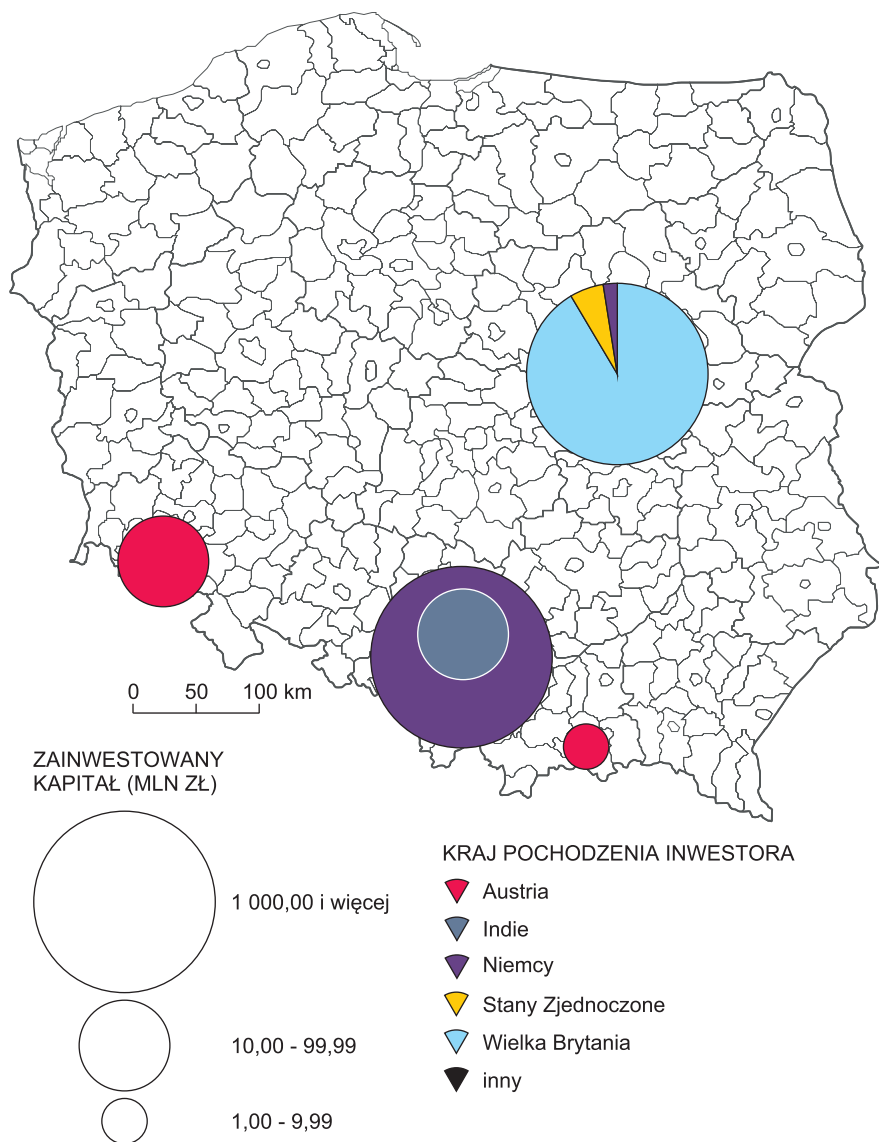 0 50 100 km
ZAINWESTOWANY
KAPITAŁ (MLN ZŁ)
1 000,00 i więcej
10,00 - 99,99
1,00 - 9,99
KRAJ POCHODZENIA INWESTORA
Austria
Indie
Niemcy
Stany Zjednoczone
Wielka Brytania
inny